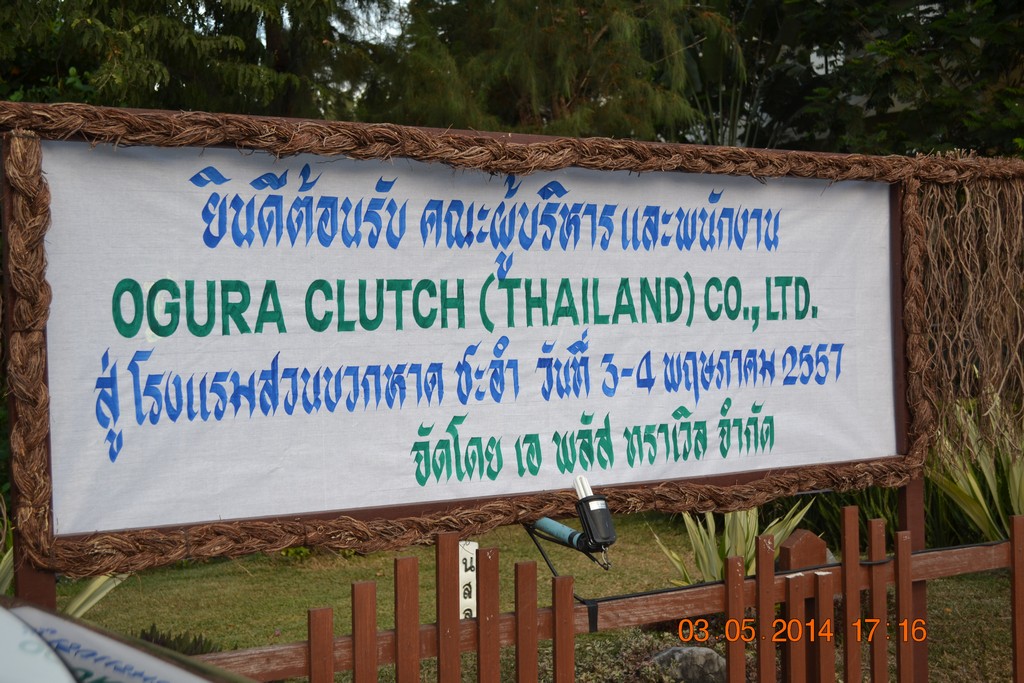 ยินดีต้อนรับ คณะผู้บริหารและพนักงาน
OGURA CLUTCH (THAILAND) CO., LTD.
สู่ โรงแรมสวนบวกหาด ชะอำ วันที่ 3-4 พฤษภาคม 2557
จัดโดย เอ พลัส ทราเวิล จำกัด
03 05 2014 17 16